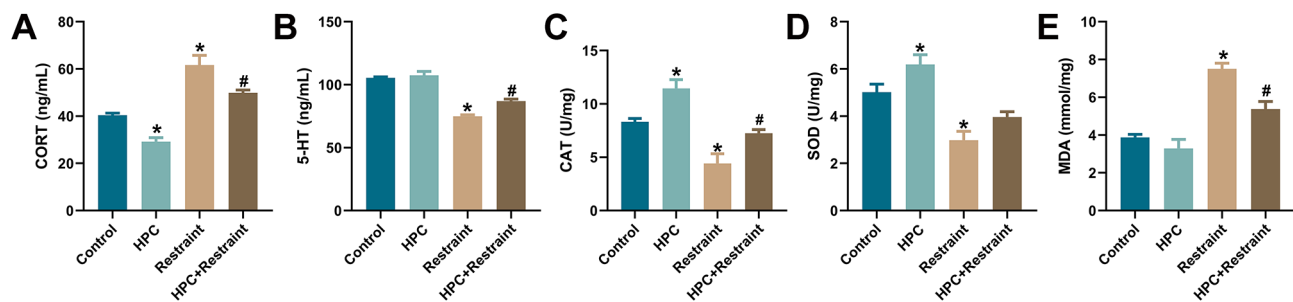 A
CORT (ng/mL)
80
60
40
20
0
*
*
#
Control
HPC
Restraint
HPC+Restraint
B
5-HT (ng/mL)
150
100
50
0
*
#
Control
HPC
Restraint
HPC+Restraint
C
CAT (U/mg)
15
10
5
0
*
*
#
Control
HPC
Restraint
HPC+Restraint
D
SOD (U/mg)
8
6
4
2
0
*
*
Control
HPC
Restraint
HPC+Restraint
E
MDA (mmol/mg)
8
6
4
2
0
*
#
Control
HPC
Restraint
HPC+Restraint